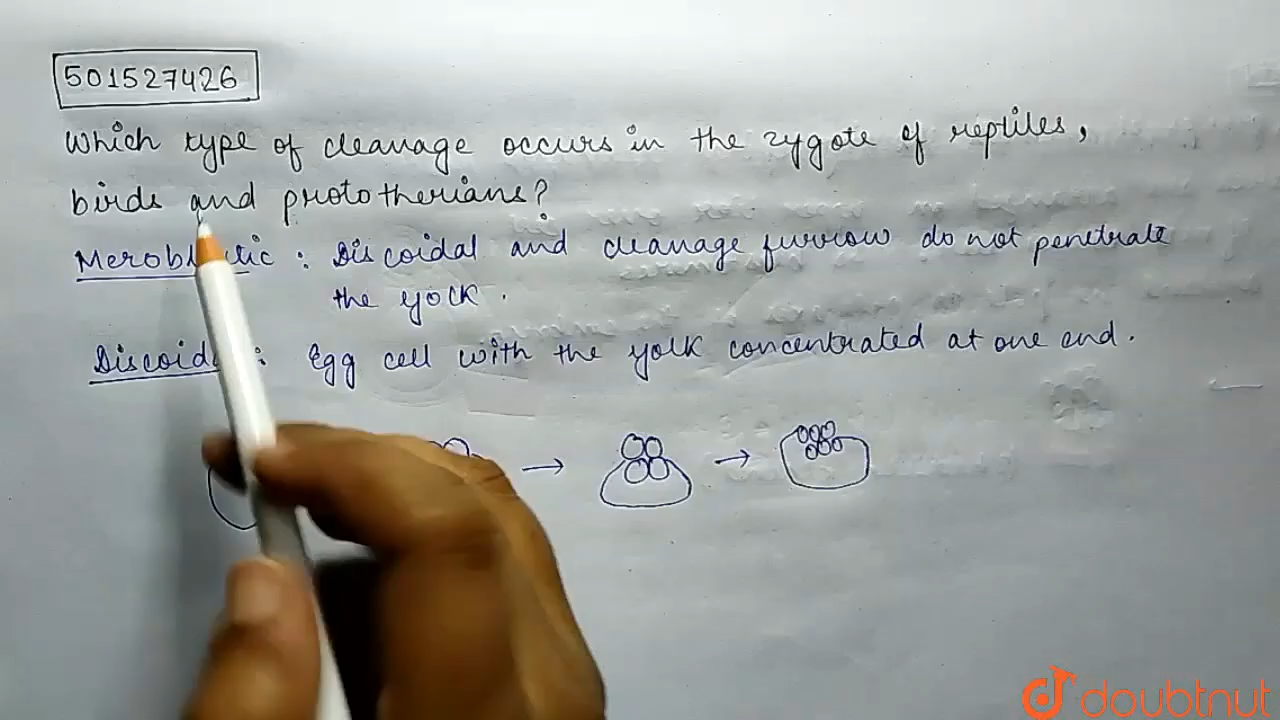 501527426
Which type of cleavage occurs in the zygote of reptiles,
birds and prototherians?
Meroblastic : Discoidal and cleavage furrow do not penetrate
the yolk.
Discoidal : Egg cell with the yolk concentrated at one end.
doubtnut